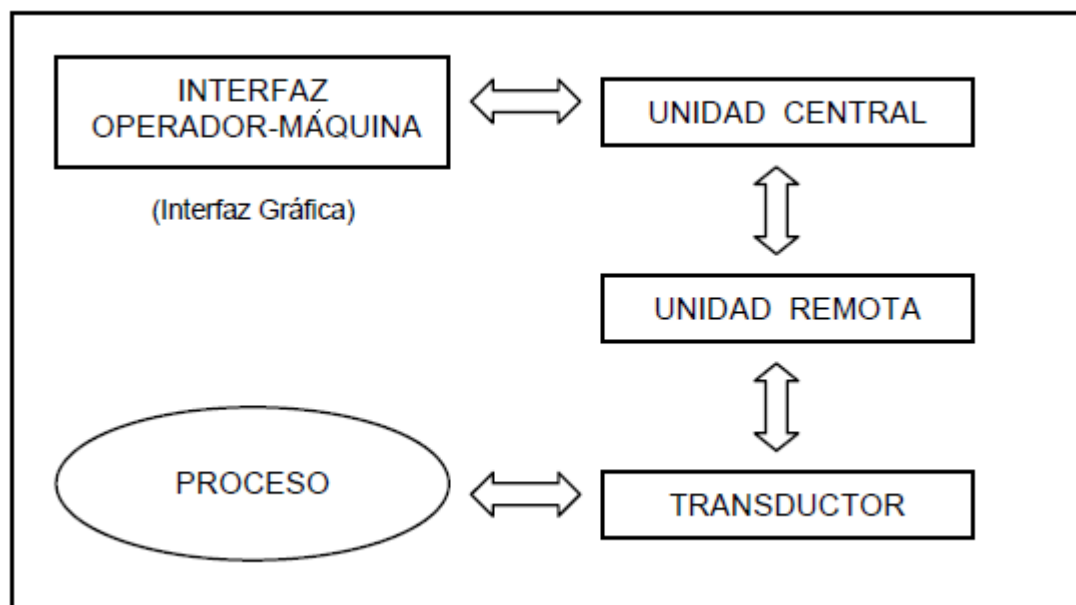 INTERFAZ
OPERADOR-MÁQUINA
(Interfaz Gráfica)
UNIDAD CENTRAL
UNIDAD REMOTA
PROCESO
TRANSDUCTOR